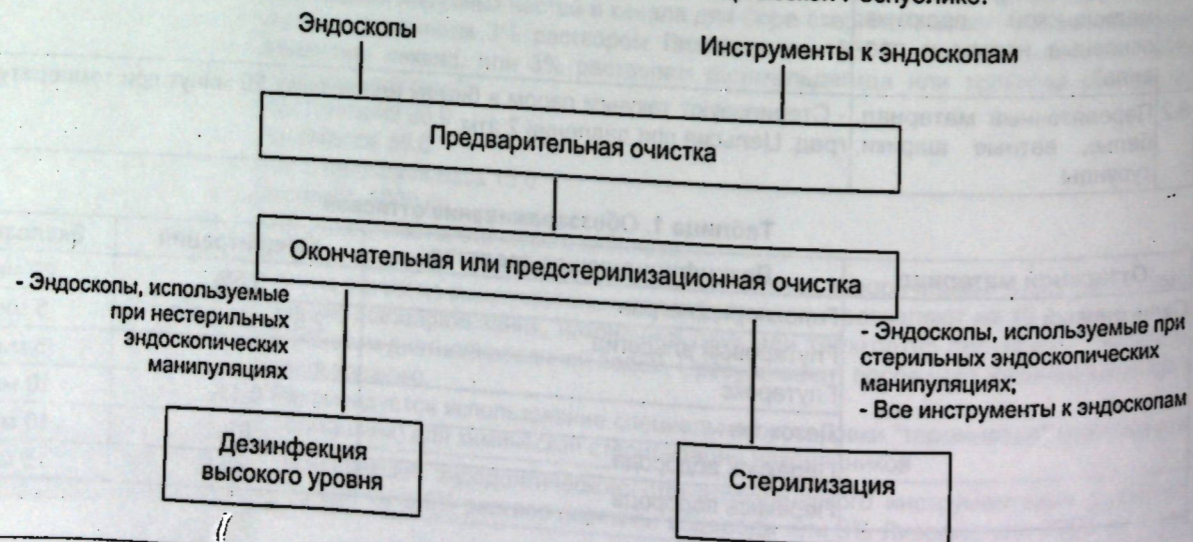 Эндоскопы
Инструменты к эндоскопам
Предварительная очистка
Окончательная или предстерилизационная очистка
- Эндоскопы, используемые
при нестерильных
эндоскопических
манипуляциях
- Эндоскопы, используемые при
стерильных эндоскопических
манипуляциях;
- Все инструменты к эндоскопам
Дезинфекция
высокого уровня
Стерилизация